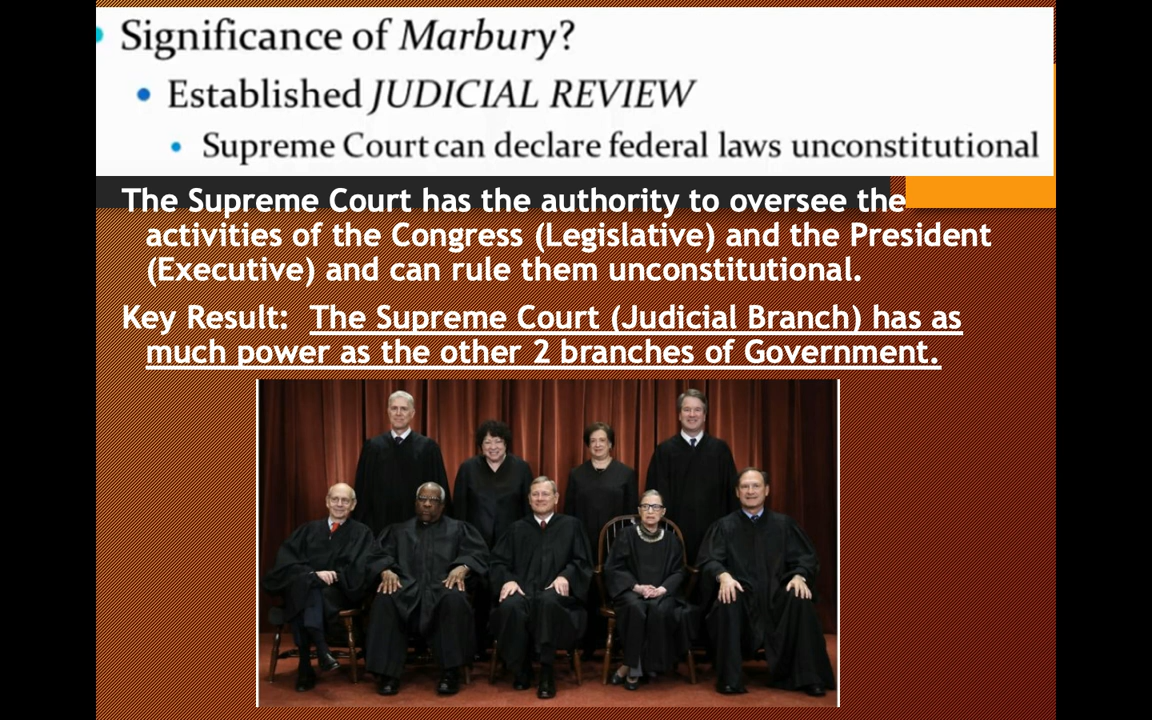 Significance of Marbury?
Established JUDICIAL REVIEW
Supreme Court can declare federal laws unconstitutional
The Supreme Court has the authority to oversee the
activities of the Congress (Legislative) and the President
(Executive) and can rule them unconstitutional.
Key Result: The Supreme Court (Judicial Branch) has as
much power as the other 2 branches of Government.